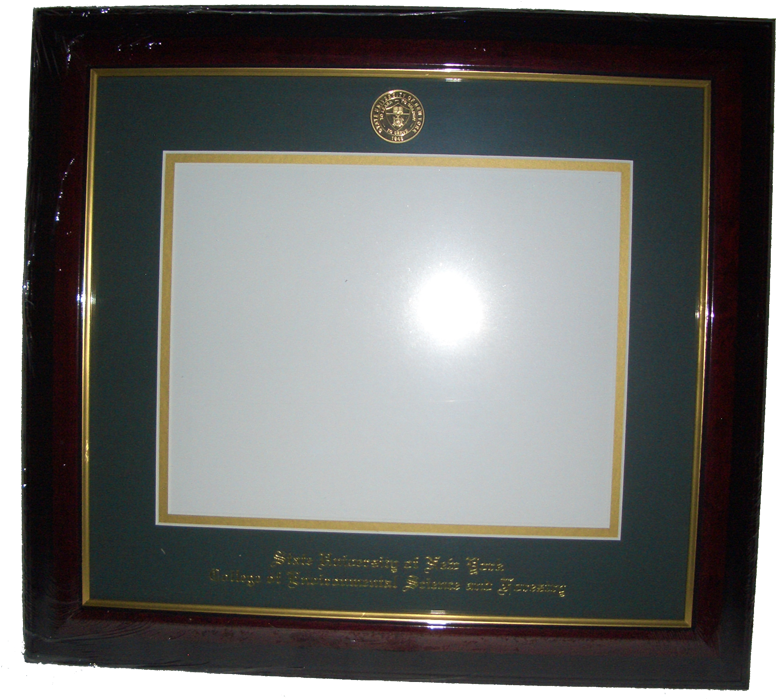 State University of New York
College of Environmental Science and Forestry